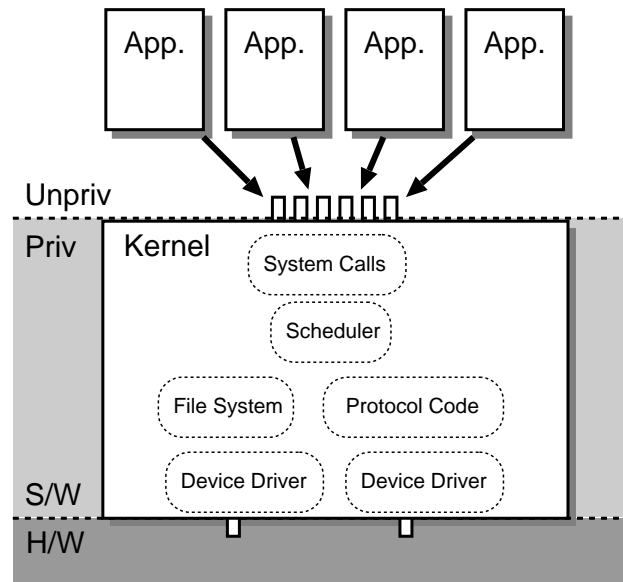 App.
App.
App.
App.
Unpriv
Priv
Kernel
System Calls
Scheduler
File System
Protocol Code
Device Driver
Device Driver
S/W
H/W